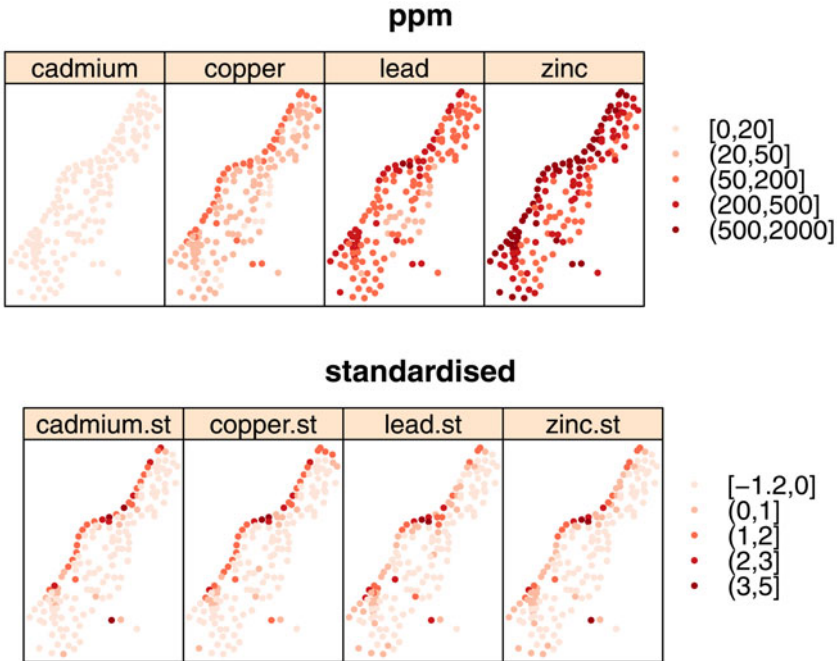 ppm
cadmium copper lead zinc
[0,20]
(20,50]
(50,200]
(200,500]
(500,2000]
standardised
cadmium.st copper.st lead.st zinc.st
[−1.2,0]
(0,1]
(1,2]
(2,3]
(3,5]